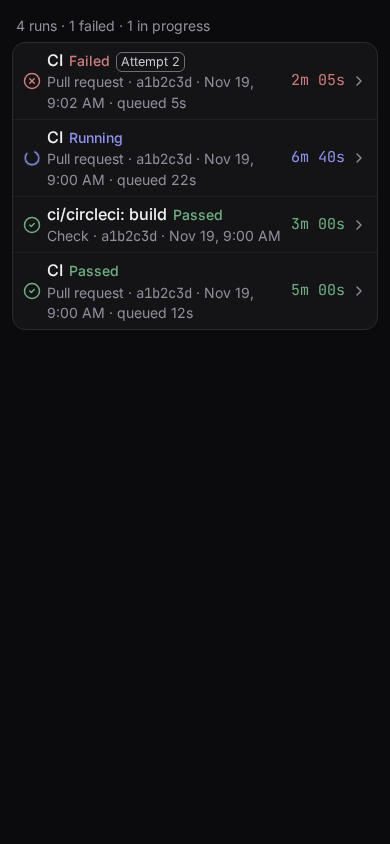 4 runs · 1 failed · 1 in progress
CI Failed Attempt 2
Pull request · a1b2c3d · Nov 19,
9:02 AM · queued 5s
2m 05s
CI Running
Pull request · a1b2c3d · Nov 19,
9:00 AM · queued 22s
6m 40s
ci/circleci: build Passed
Check · a1b2c3d · Nov 19, 9:00 AM
3m 00s
CI Passed
Pull request · a1b2c3d · Nov 19,
9:00 AM · queued 12s
5m 00s